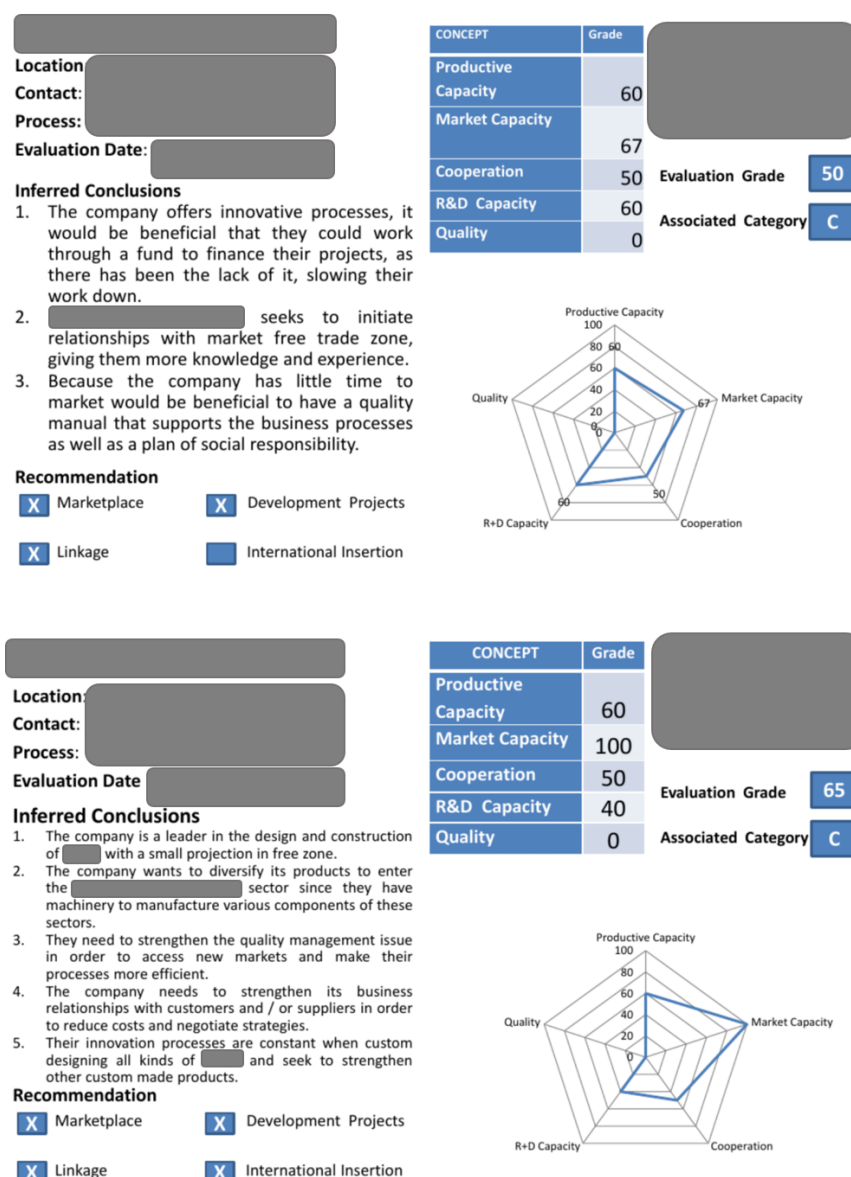 Location
Contact:
Process:
Evaluation Date:
Inferred Conclusions
1. The company offers innovative processes, it
would be beneficial that they could work
through a fund to finance their projects, as
there has been the lack of it, slowing their
work down.
2. seeks to initiate
relationships with market free trade zone,
giving them more knowledge and experience.
3. Because the company has little time to
market would be beneficial to have a quality
manual that supports the business processes
as well as a plan of social responsibility.
Recommendation
X Marketplace X Development Projects
X Linkage International Insertion
CONCEPT Grade
Productive
Capacity 60
Market Capacity
67
Cooperation 50
R&D Capacity 60
Quality 0
Evaluation Grade 50
Associated Category C
Productive Capacity
100
80 60
60
40
20
0
0
Quality
67 Market Capacity
50
60
R+D Capacity
Cooperation
Location:
Contact:
Process:
Evaluation Date
Inferred Conclusions
1. The company is a leader in the design and construction
of with a small projection in free zone.
2. The company wants to diversify its products to enter
the sector since they have
machinery to manufacture various components of these
sectors.
3. They need to strengthen the quality management issue
in order to access new markets and make their
processes more efficient.
4. The company needs to strengthen its business
relationships with customers and / or suppliers in order
to reduce costs and negotiate strategies.
5. Their innovation processes are constant when custom
designing all kinds of and seek to strengthen
other custom made products.
Recommendation
X Marketplace X Development Projects
X Linkage X International Insertion
CONCEPT Grade
Productive
Capacity 60
Market Capacity 100
Cooperation 50
R&D Capacity 40
Quality 0
Evaluation Grade 65
Associated Category C
Productive Capacity
100
80
60
40
20
0
Quality
Market Capacity
R+D Capacity
Cooperation